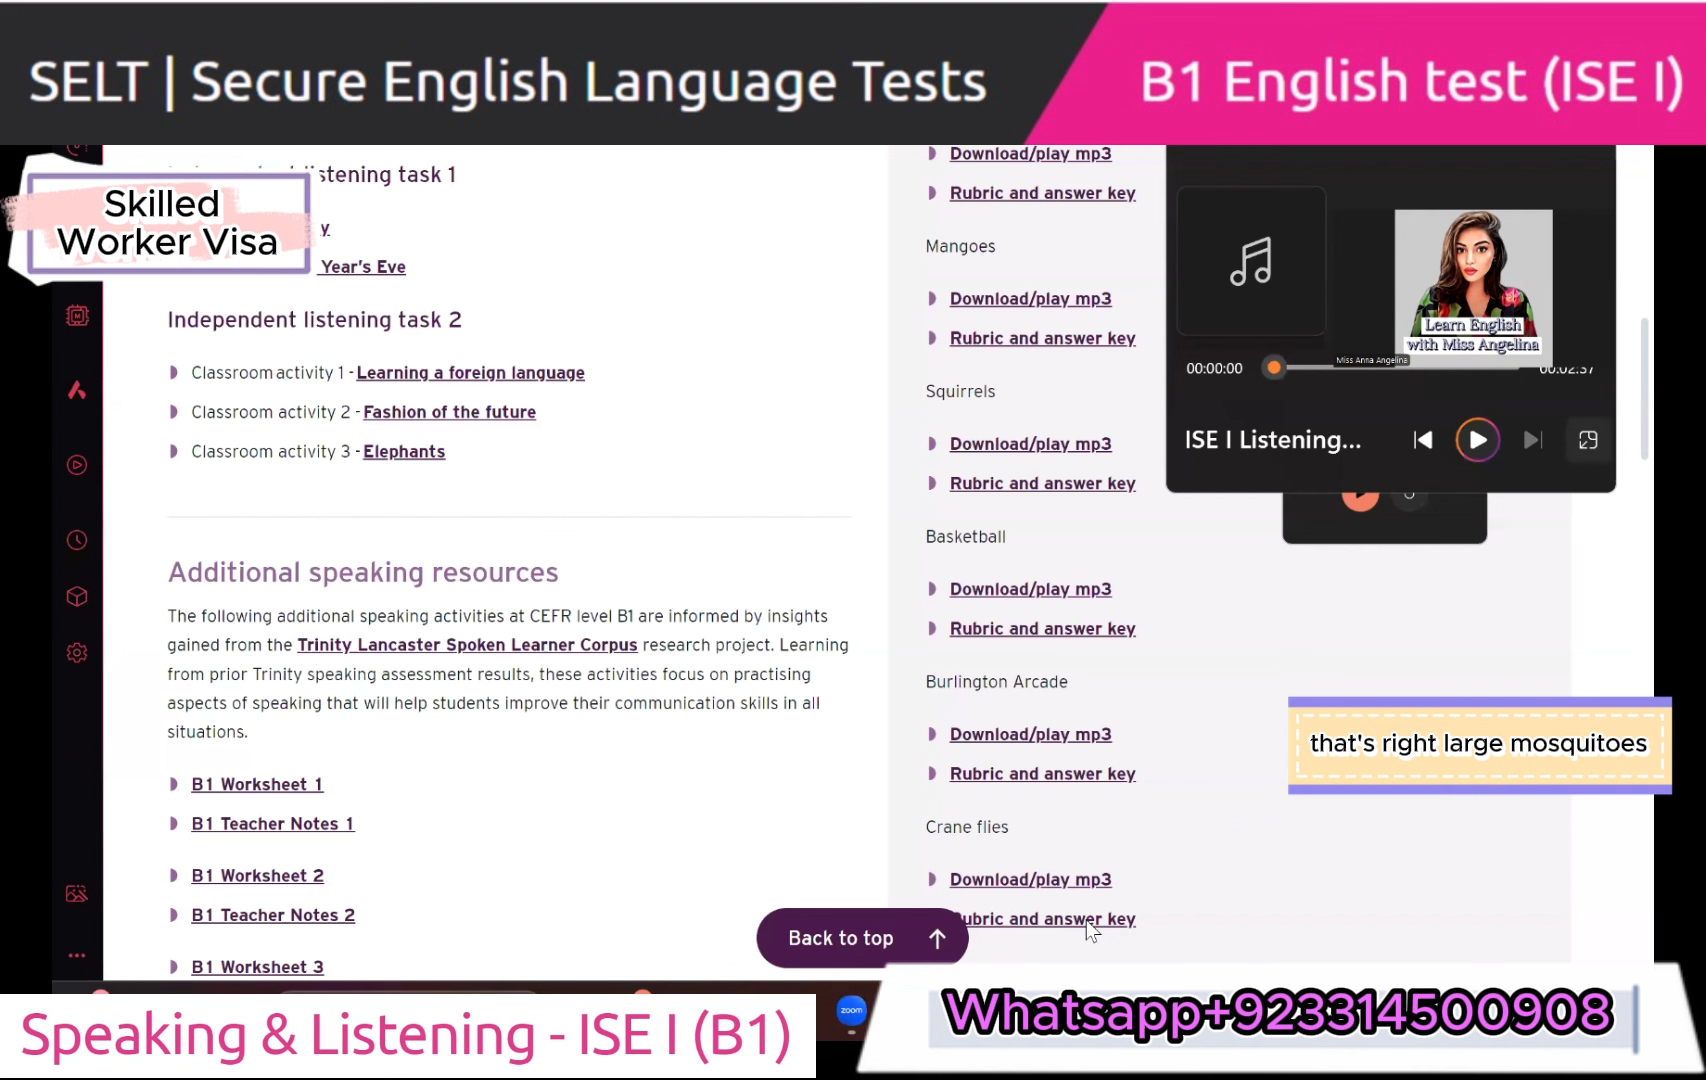 SELT | Secure English Language Tests
B1 English test (ISE I)
Skilled
Worker Visa
listening task 1
y
Year's Eve
Independent listening task 2
Classroom activity 1 - Learning a foreign language
Classroom activity 2 - Fashion of the future
Classroom activity 3 - Elephants
Additional speaking resources
The following additional speaking activities at CEFR level B1 are informed by insights
gained from the Trinity Lancaster Spoken Learner Corpus research project. Learning
from prior Trinity speaking assessment results, these activities focus on practising
aspects of speaking that will help students improve their communication skills in all
situations.
B1 Worksheet 1
B1 Teacher Notes 1
B1 Worksheet 2
B1 Teacher Notes 2
B1 Worksheet 3
Download/play mp3
Rubric and answer key
Mangoes
Download/play mp3
Rubric and answer key
Squirrels
Download/play mp3
Rubric and answer key
Basketball
Download/play mp3
Rubric and answer key
Burlington Arcade
Download/play mp3
Rubric and answer key
Crane flies
Download/play mp3
Rubric and answer key
Back to top
Learn English
with Miss Angelina
Miss Anna Angelina
00:00:00
00:02:37
ISE I Listening...
that's right large mosquitoes
zoom
Speaking & Listening - ISE I (B1)
Whatsapp+923314500908